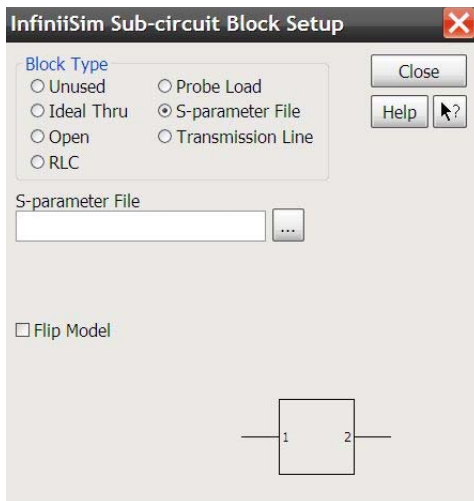 InfiniiSim Sub-circuit Block Setup
Block Type
Unused
Probe Load
Ideal Thru
S-parameter File
Open
Transmission Line
RLC
Close
Help
?
S-parameter File
...
Flip Model
1 2